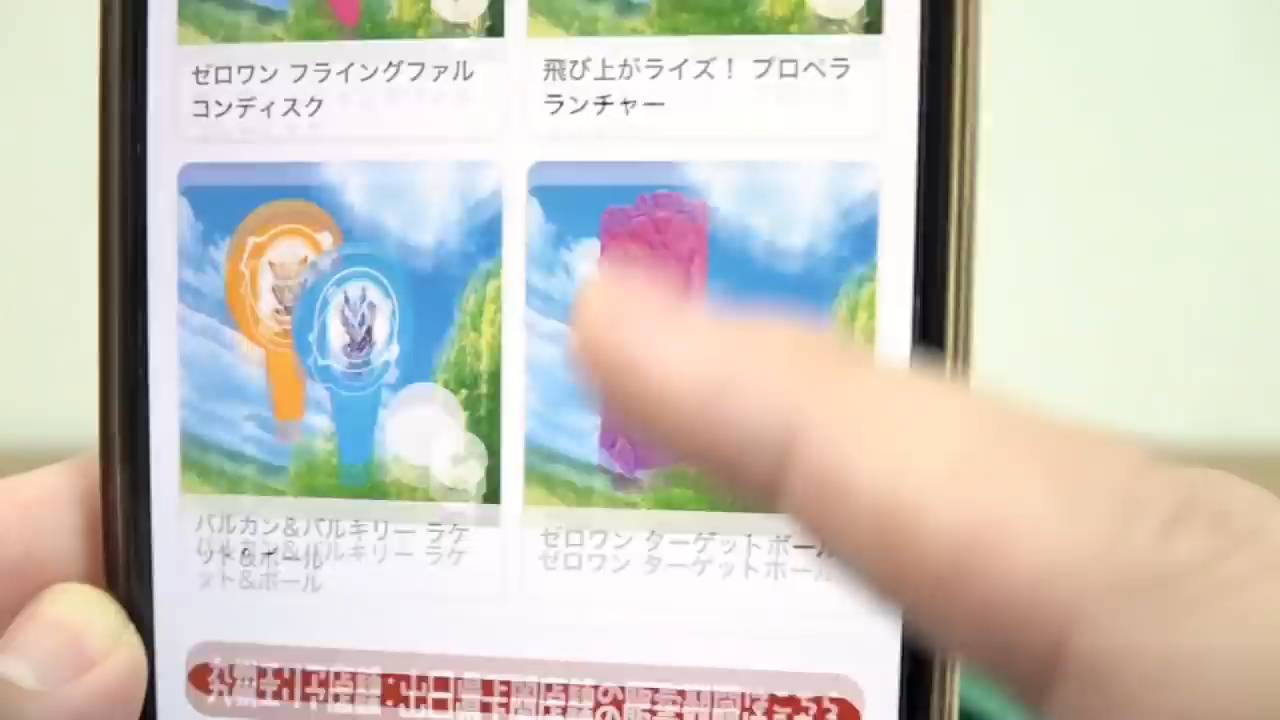 ゼロワン フライングファル
コンディスク
飛び上がライズ！ プロペラ
ランチャー
バルカン&バルキリー ラケ
ット&ボール
ゼロワン ターゲットボール